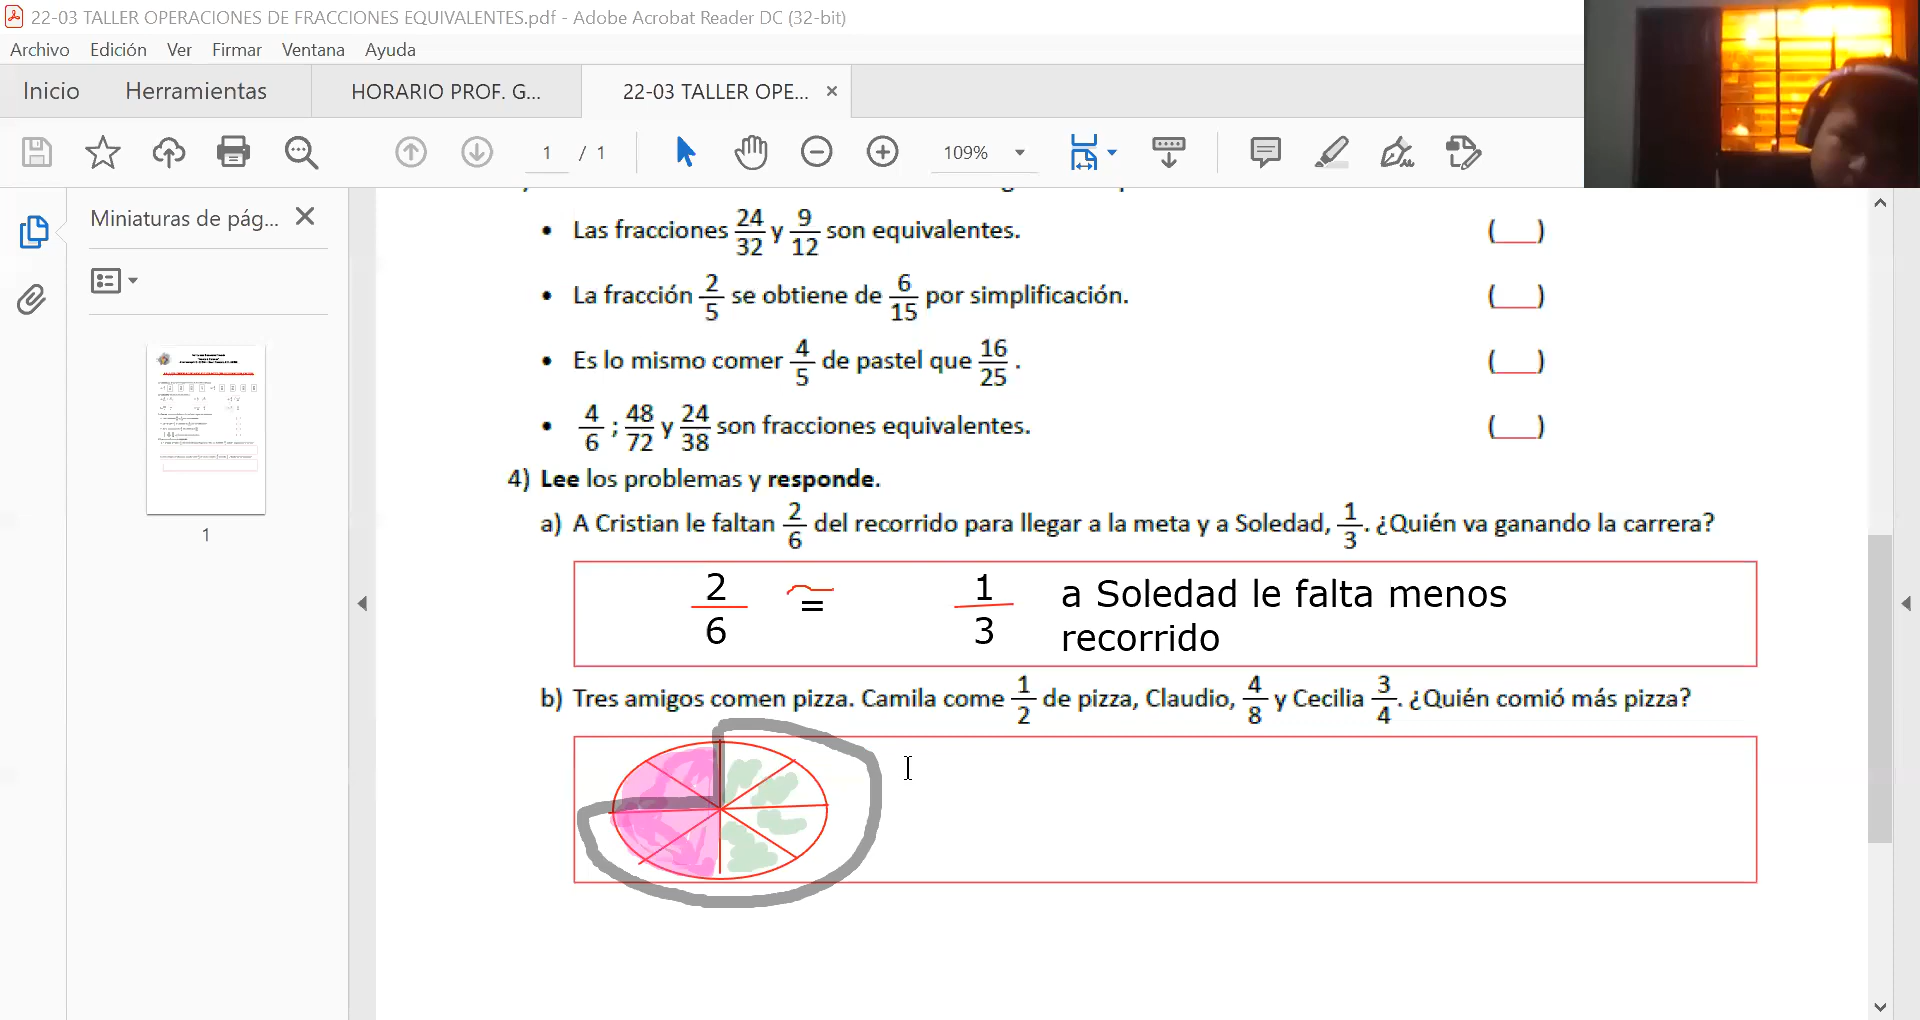 22-03 TALLER OPERACIONES DE FRACCIONES EQUIVALENTES.pdf - Adobe Acrobat Reader DC (32-bit)
Archivo Edición Ver Firmar Ventana Ayuda
Inicio Herramientas HORARIO PROF. G... 22-03 TALLER OPE... ×
1 / 1 109%
Miniaturas de pág...
1
• Las fracciones 24/32 y 9/12 son equivalentes. (___)
• La fracción 2/5 se obtiene de 6/15 por simplificación. (___)
• Es lo mismo comer 4/5 de pastel que 16/25 . (___)
• 4/6 ; 48/72 y 24/38 son fracciones equivalentes. (___)
4) Lee los problemas y responde.
a) A Cristian le faltan 2/6 del recorrido para llegar a la meta y a Soledad, 1/3. ¿Quién va ganando la carrera?
2/6 = 1/3 a Soledad le falta menos
recorrido
b) Tres amigos comen pizza. Camila come 1/2 de pizza, Claudio, 4/8 y Cecilia 3/4. ¿Quién comió más pizza?